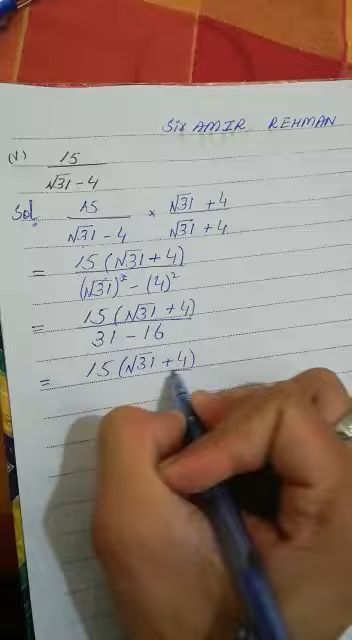 Sir AMIR REHMAN
(V) 15 / √31 - 4
Sol. 15 / √31 - 4 × √31 + 4 / √31 + 4
= 15 (√31 + 4) / (√31)² - (4)²
= 15 (√31 + 4) / 31 - 16
= 15 (√31 + 4)